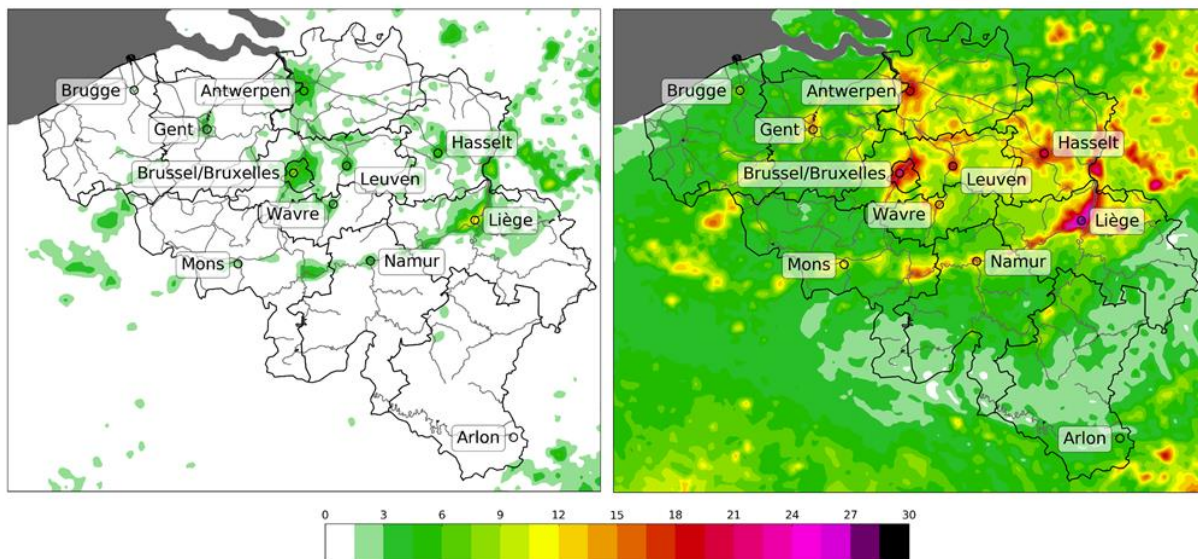 Brugge
Antwerpen
Gent
Hasselt
Brussel/Bruxelles
Leuven
Wavre
Liège
Mons
Namur
Arlon
Brugge
Antwerpen
Gent
Hasselt
Brussel/Bruxelles
Leuven
Wavre
Liège
Mons
Namur
Arlon
0 3 6 9 12 15 18 21 24 27 30